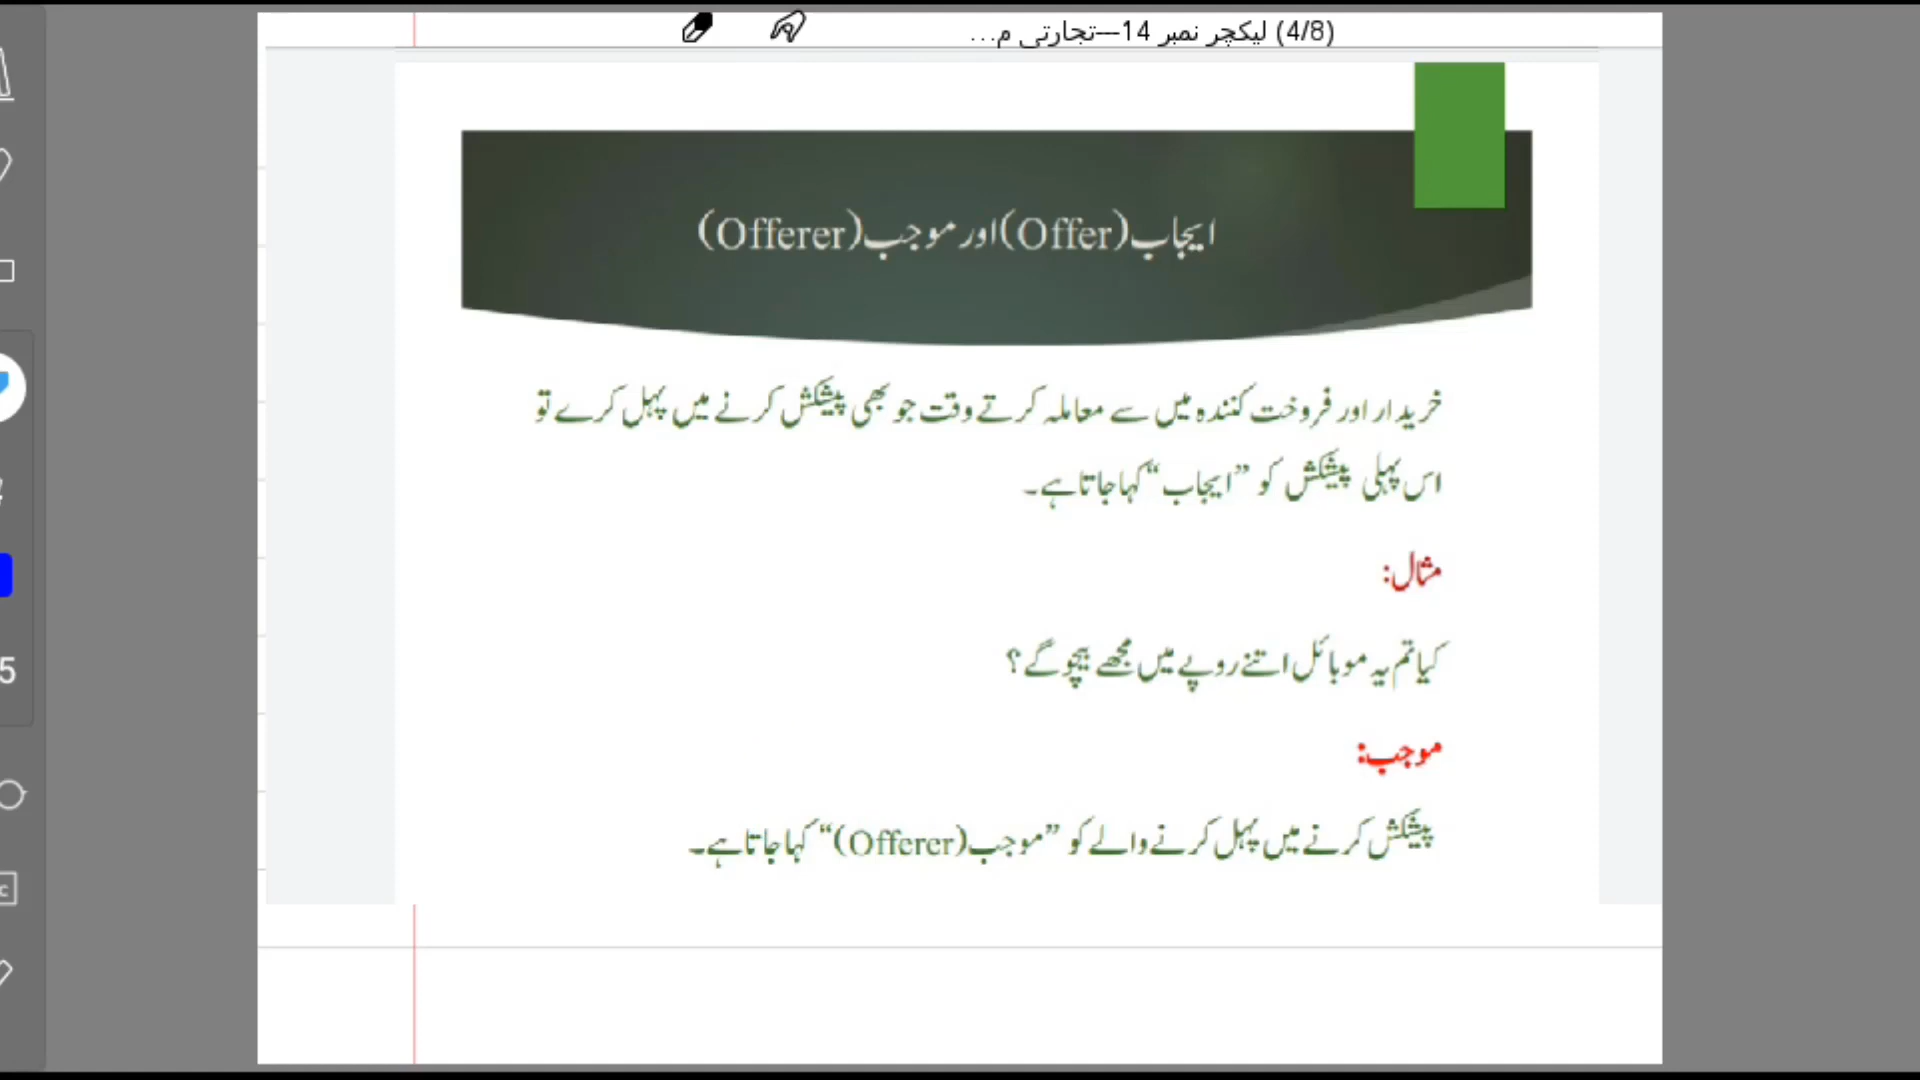 (4/8) لیکچر نمبر 14---تجارتی م...
ایجاب(Offer)اور موجب(Offerer)
خریدار اور فروخت کنندہ میں سے معاملہ کرتے وقت جو بھی پیشکش کرنے میں پہل کرے تو
اس پہلی پیشکش کو ”ایجاب“ کہا جاتا ہے۔
مثال:
کیا تم یہ موبائل اتنے روپے میں مجھے بیچو گے؟
موجب:
پیشکش کرنے میں پہل کرنے والے کو ”موجب(Offerer)“ کہا جاتا ہے۔
5